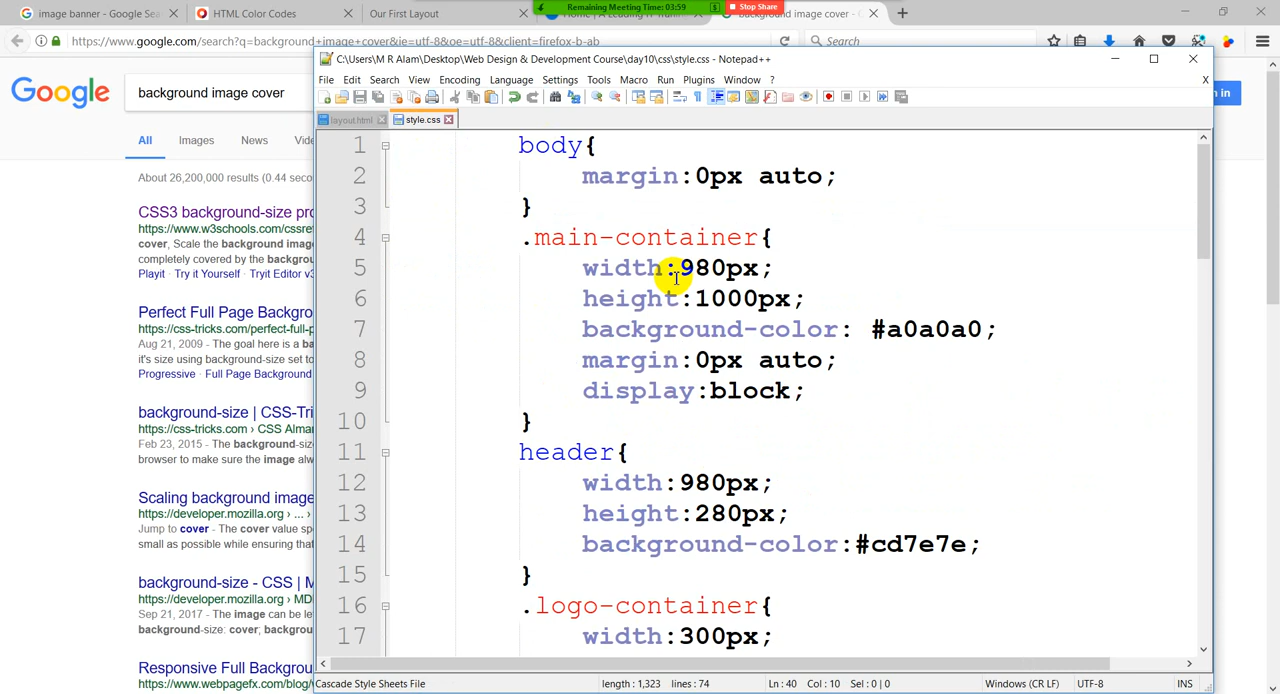 image banner - Google Sea
HTML Color Codes
Our First Layout
Remaining Meeting Time: 03:59
Stop Share
background image cover - G
https://www.google.com/search?q=background+image+cover&ie=utf-8&oe=utf-8&client=firefox-b-ab
Search
Google
background image cover
n in
All
Images
News
Vide
About 26,200,000 results (0.44 seco
CSS3 background-size pro
https://www.w3schools.com/cssref
cover, Scale the background imag
completely covered by the backgrou
Playit · Try it Yourself · Tryit Editor v3
Perfect Full Page Backgro
https://css-tricks.com/perfect-full-p
Aug 21, 2009 - The goal here is a ba
it's size using background-size set to
Progressive · Full Page Background
background-size | CSS-Tri
https://css-tricks.com › CSS Alman
Feb 23, 2015 - The background-siz
browser to make sure the image alw
Scaling background image
https://developer.mozilla.org › ... ›
Jump to cover - The cover value spe
small as possible while ensuring that
background-size - CSS | M
https://developer.mozilla.org › MD
Sep 21, 2017 - The image can be le
background-size: cover; backgrou
Responsive Full Backgrou
https://www.webpagefx.com/blog/
C:\Users\M R Alam\Desktop\Web Design & Development Course\day10\css\style.css - Notepad++
File Edit Search View Encoding Language Settings Tools Macro Run Plugins Window ?
X
layout.html
style.css
1 body{
2 margin:0px auto;
3 }
4 .main-container{
5 width:980px;
6 height:1000px;
7 background-color: #a0a0a0;
8 margin:0px auto;
9 display:block;
10 }
11 header{
12 width:980px;
13 height:280px;
14 background-color:#cd7e7e;
15 }
16 .logo-container{
17 width:300px;
Cascade Style Sheets File
length : 1,323 lines : 74
Ln : 40 Col : 10 Sel : 0 | 0
Windows (CR LF)
UTF-8
INS